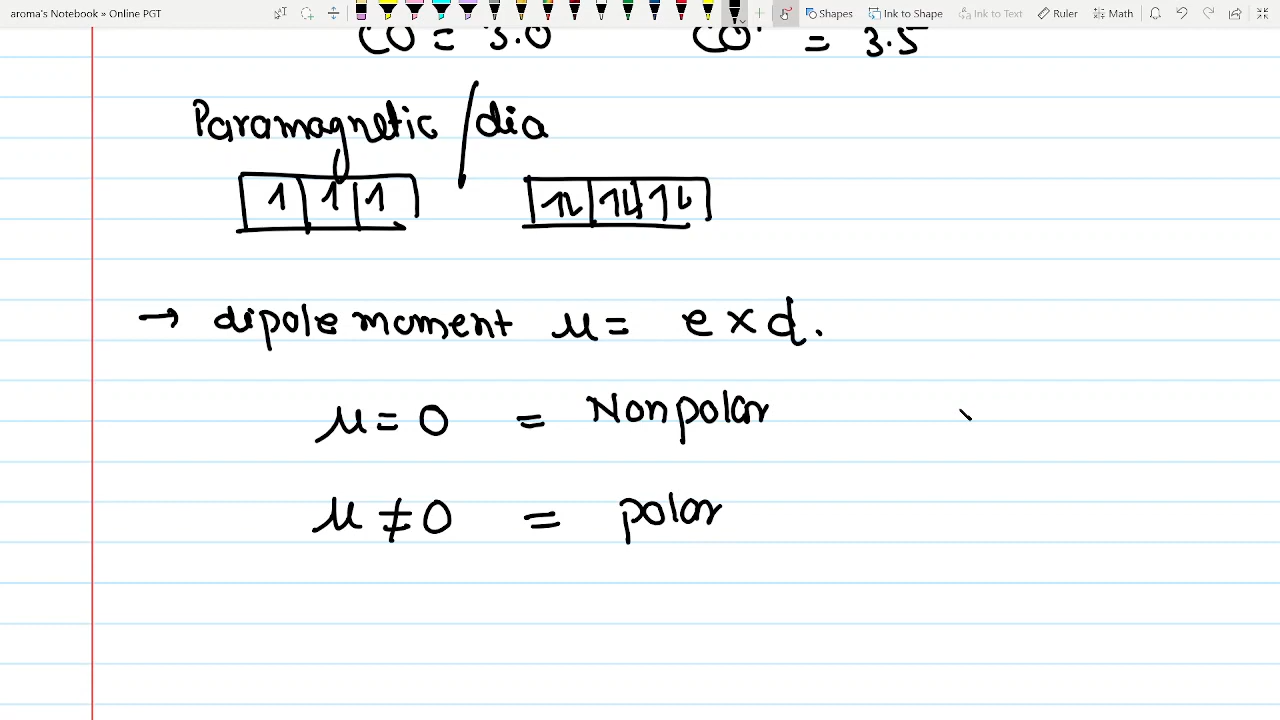 aroma's Notebook » Online PGT
Shapes Ink to Shape Ink to Text Ruler Math
CO = 3.0 CO⁺ = 3.5
Paramagnetic / dia
1 1 1 1L 1L 1L
→ dipole moment μ = e × d.
μ = 0 = Nonpolar
μ ≠ 0 = polar